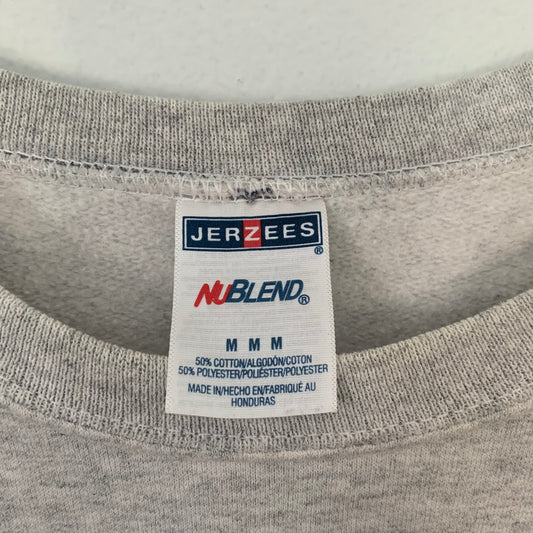 JERZEES®
NUBLEND®
M M M
50% COTTON/ALGODÓN/COTON
50% POLYESTER/POLIÉSTER/POLYESTER
MADE IN/HECHO EN/FABRIQUÉ AU
HONDURAS